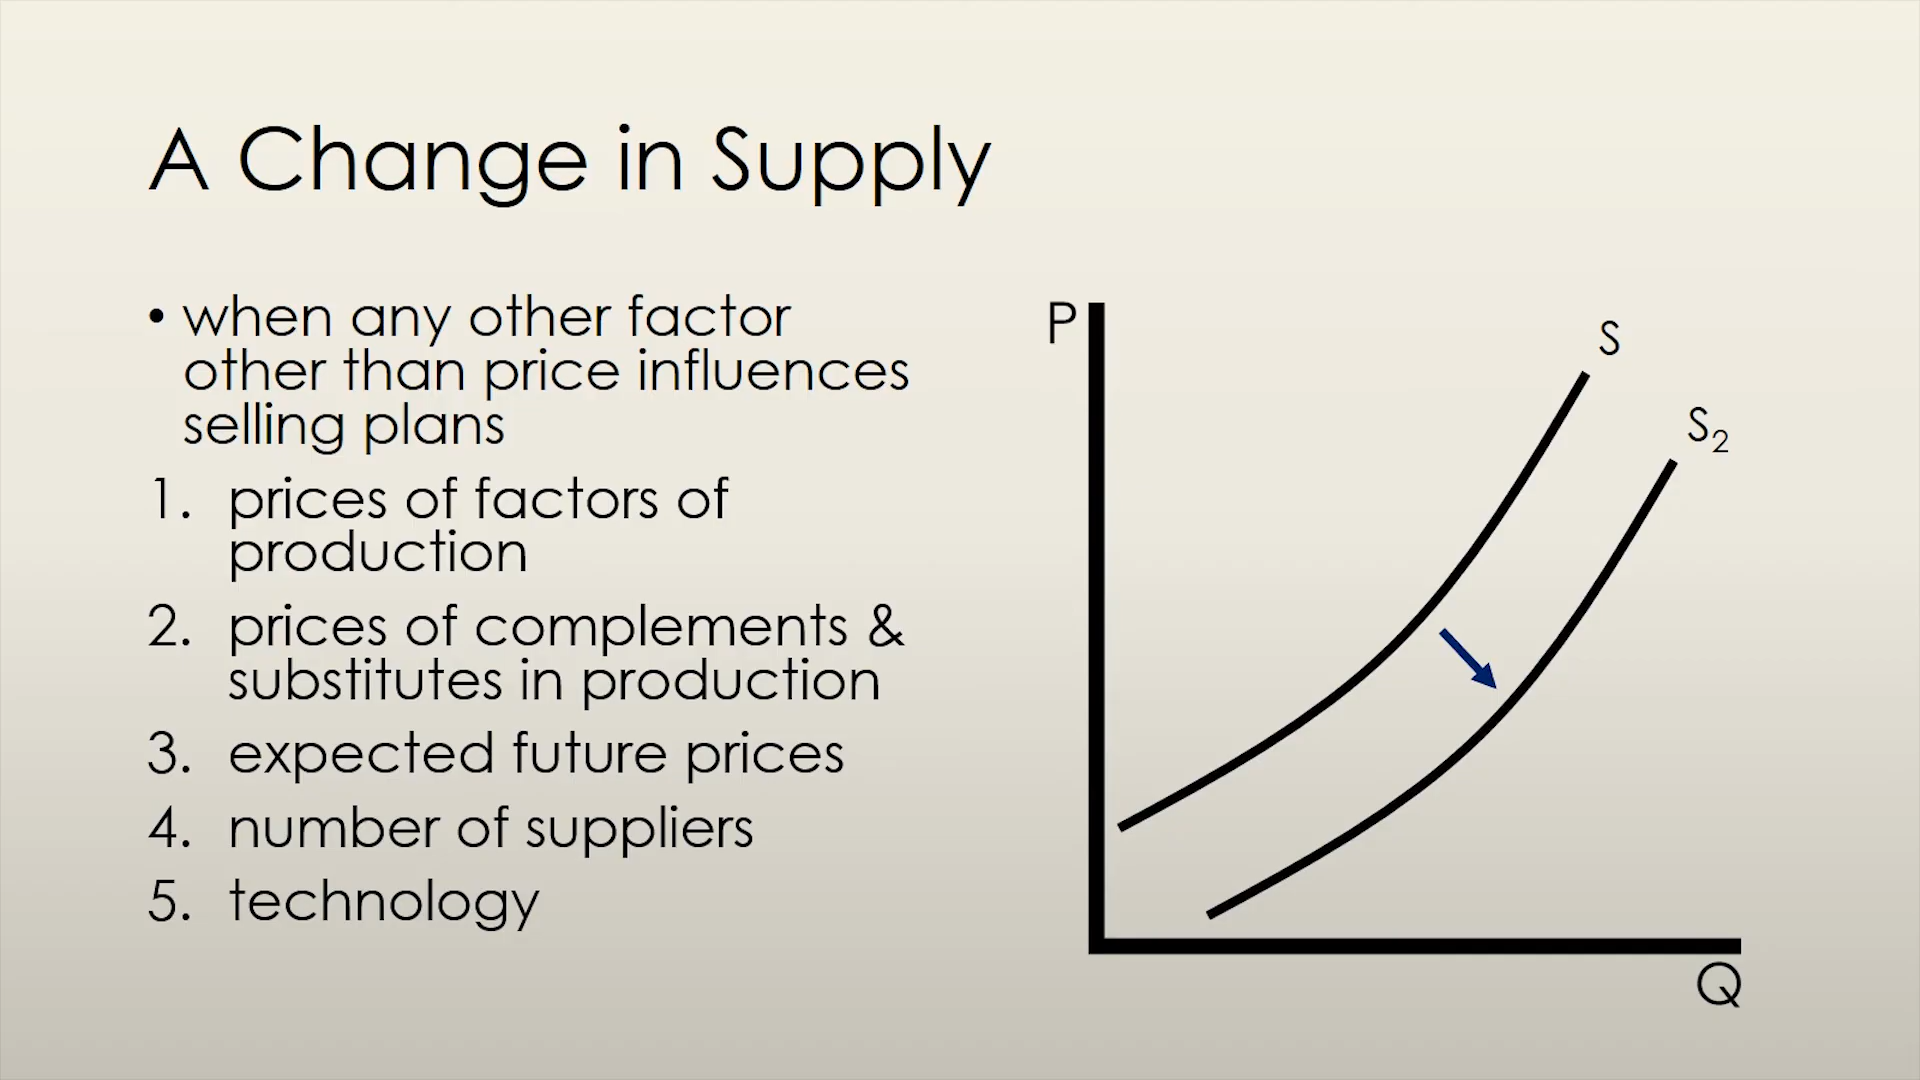 A Change in Supply
• when any other factor
other than price influences
selling plans
1. prices of factors of
production
2. prices of complements &
substitutes in production
3. expected future prices
4. number of suppliers
5. technology
P
S
S₂
Q